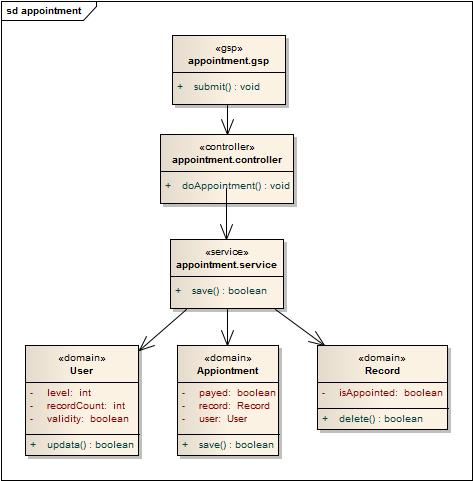 sd appointment
«gsp»
appointment.gsp
+ submit() : void
«controller»
appointment.controller
+ doAppointment() : void
«service»
appointment.service
+ save() : boolean
«domain»
User
- level: int
- recordCount: int
- validity: boolean
+ updata() : boolean
«domain»
Appiontment
- payed: boolean
- record: Record
- user: User
+ save() : boolean
«domain»
Record
- isAppointed: boolean
+ delete() : boolean